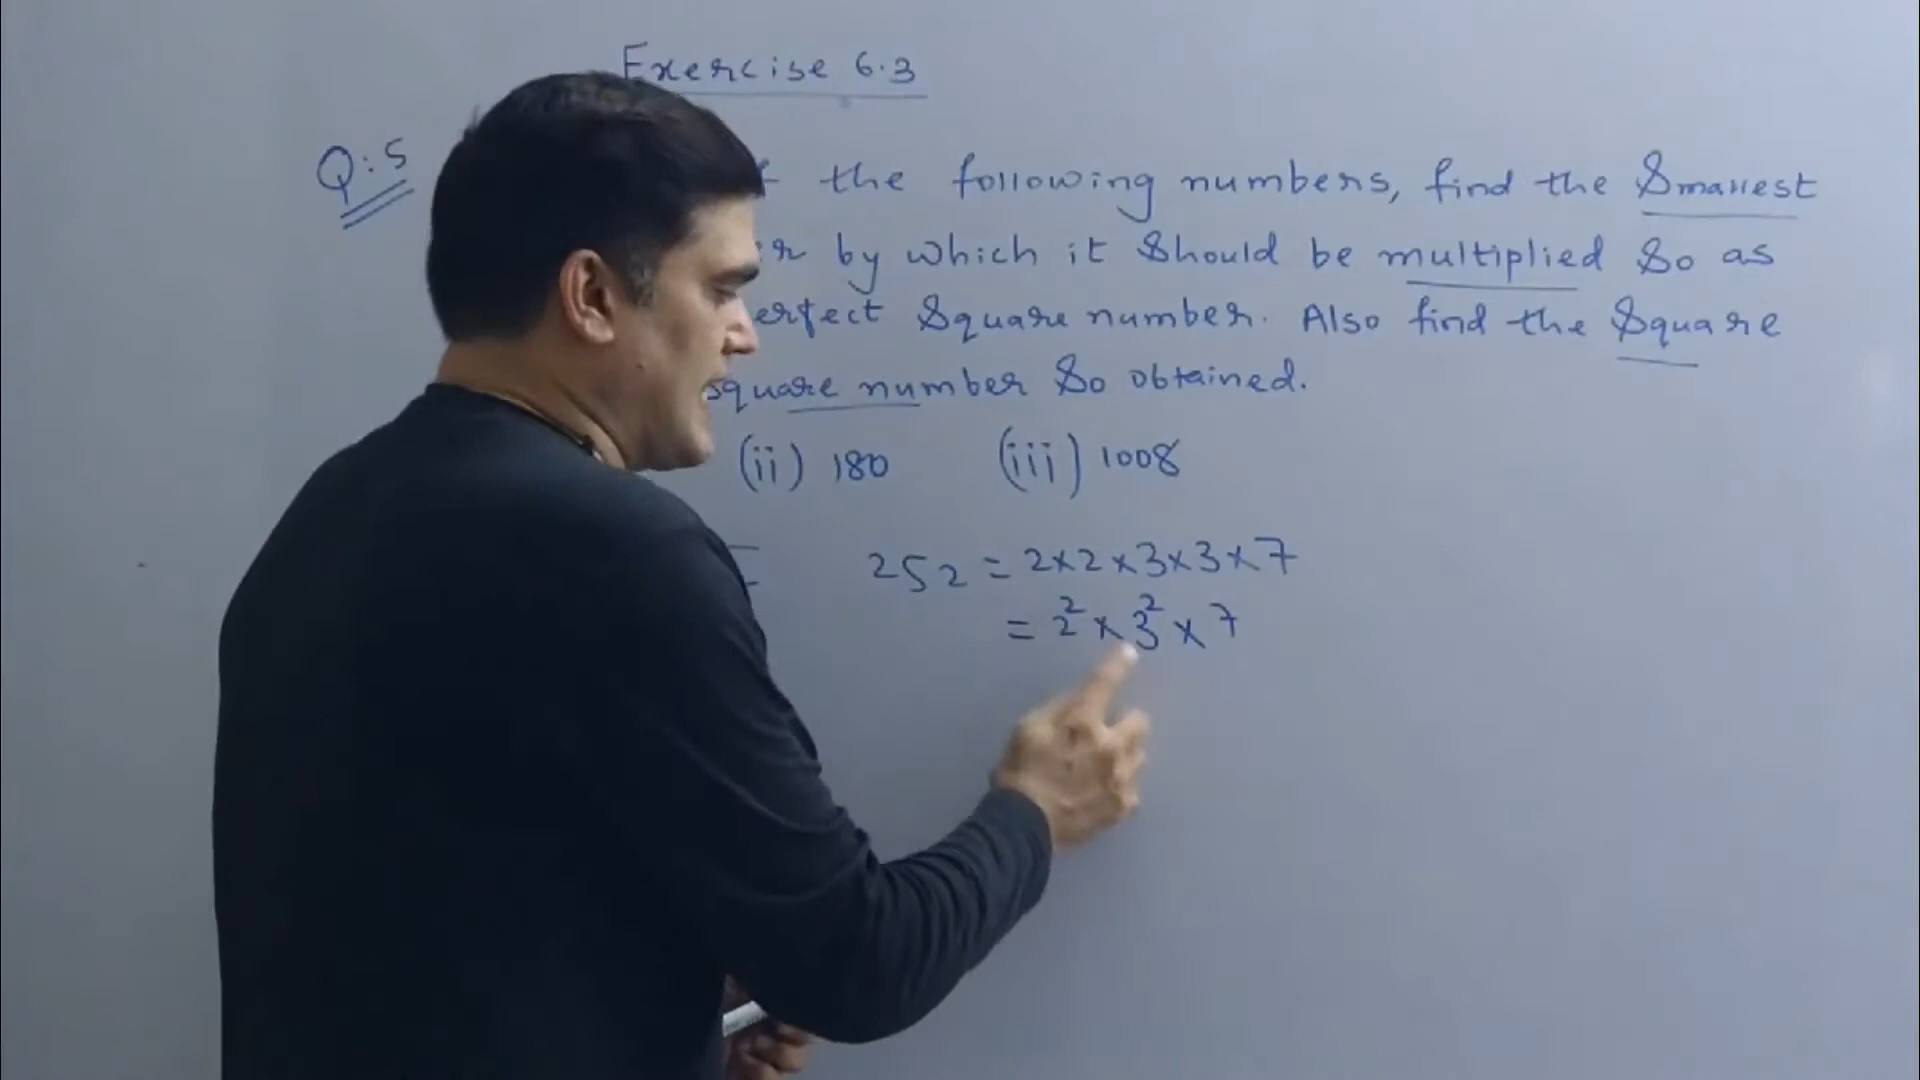 Exercise 6.3
Q:5 the following numbers, find the Smallest
by which it Should be multiplied So as
Square number. Also find the Square
square number So obtained.
(ii) 180 (iii) 1008
252 = 2×2×3×3×7
= 2² × 3² × 7